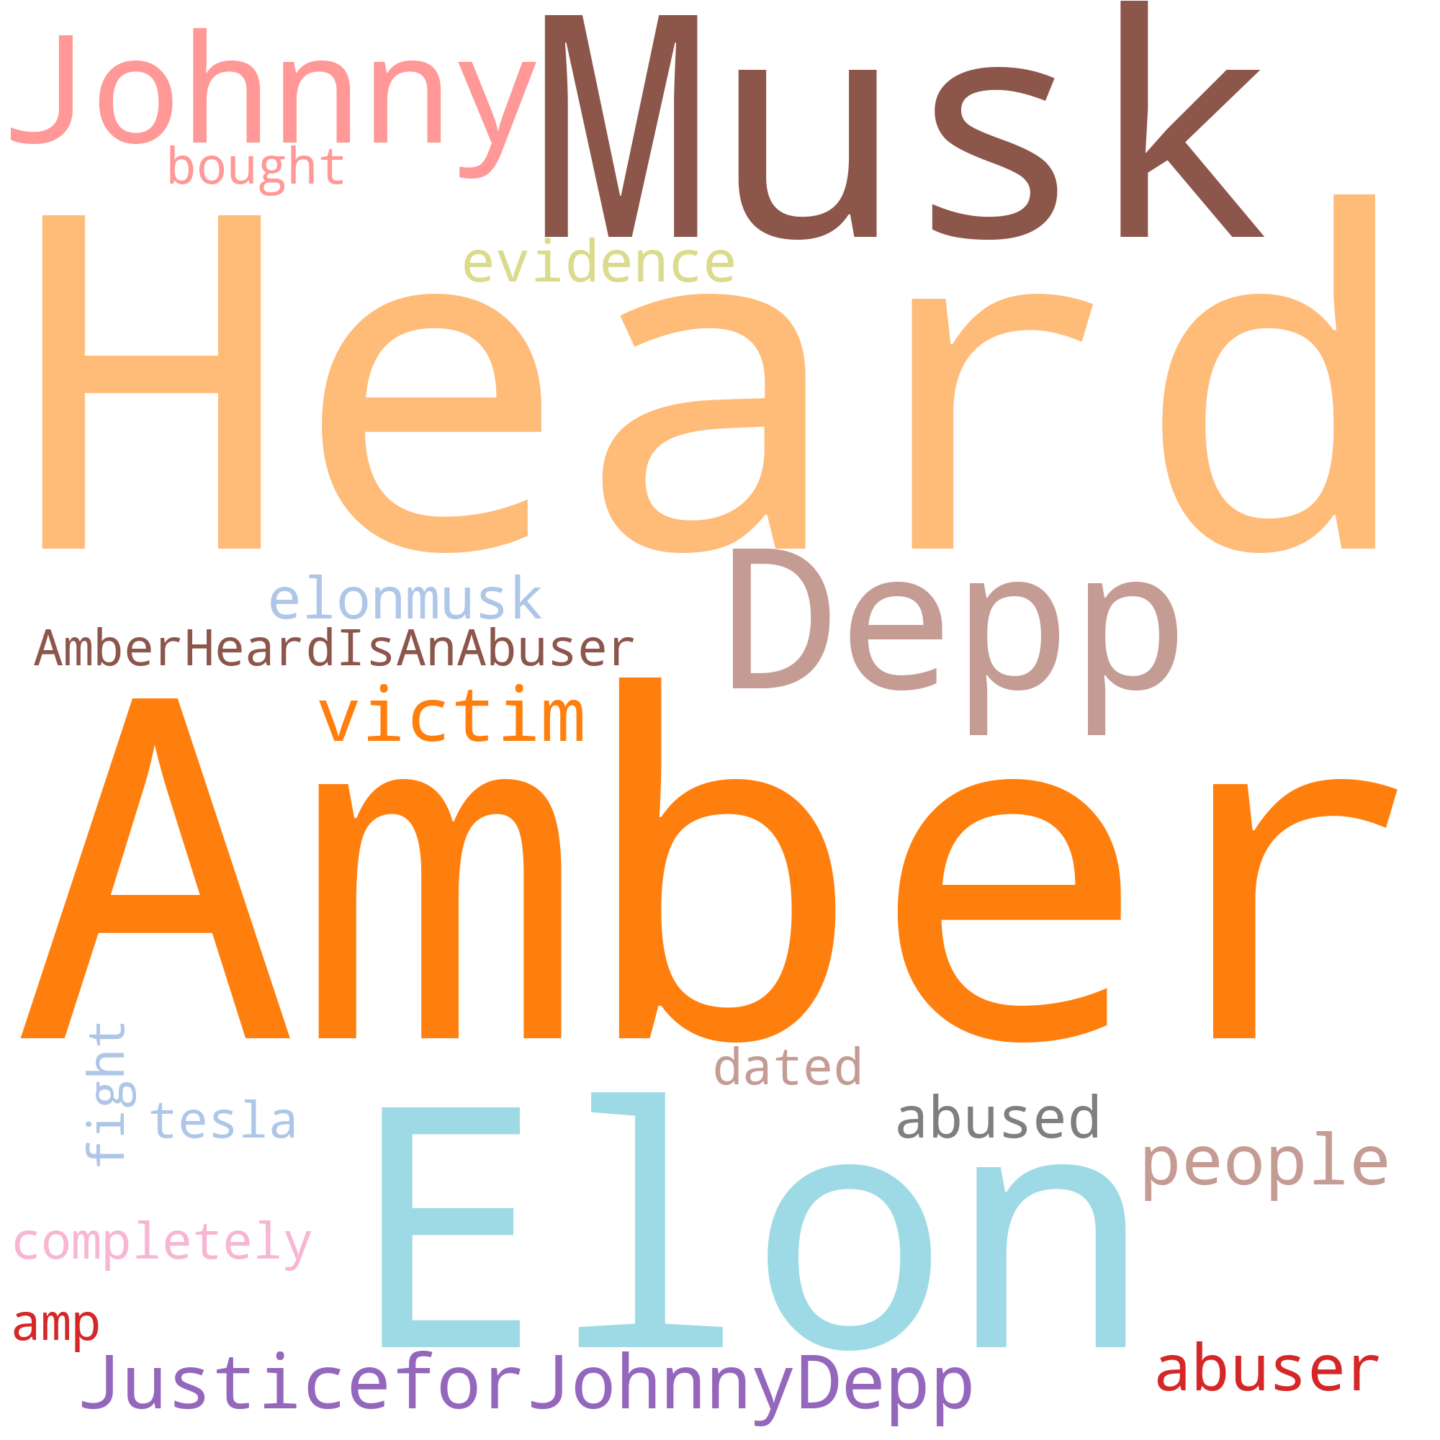 Johnny
Musk
bought
evidence
Heard
elonmusk
Depp
AmberHeardIsAnAbuser
victim
Amber
fight
dated
tesla
abused
Elon
people
completely
amp
JusticeforJohnnyDepp
abuser